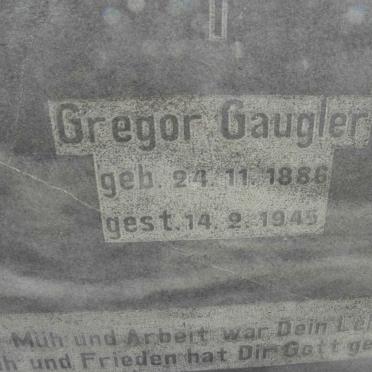 Gregor Gaugler
geb. 24. 11. 1886
gest. 14. 2. 1945
Müh und Arbeit war Dein
und Frieden hat Dir Gott